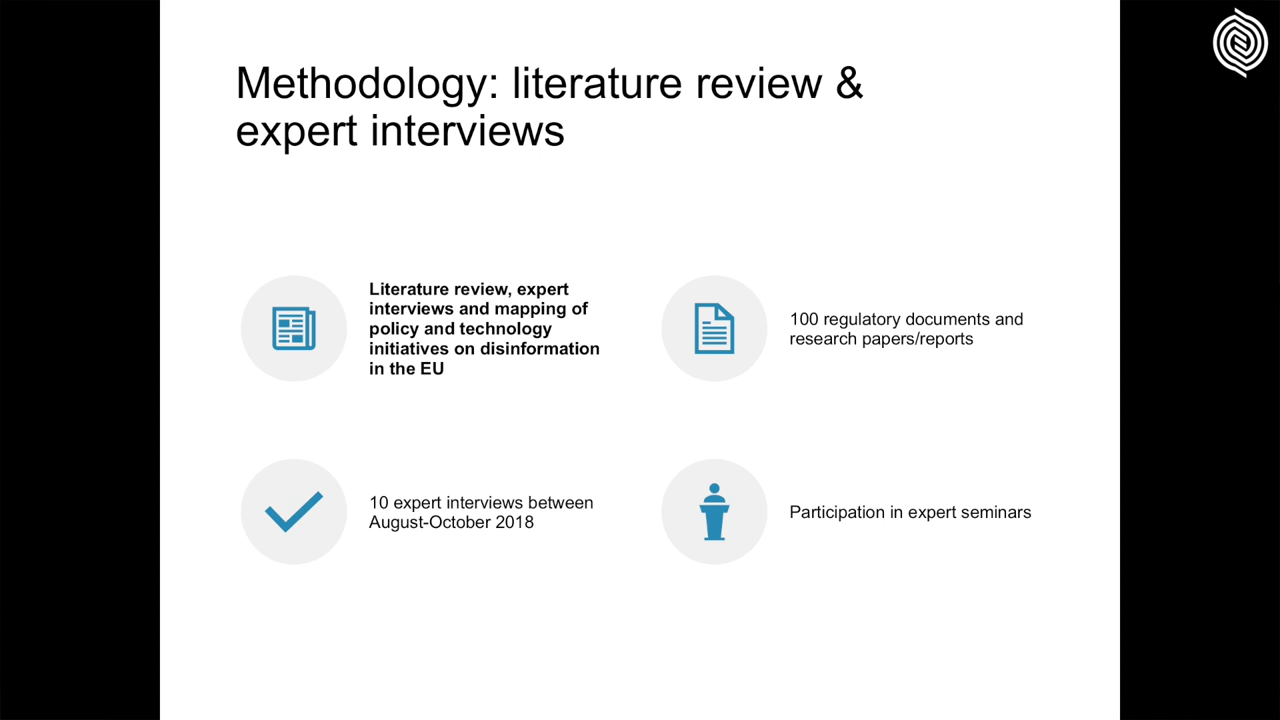 Methodology: literature review &
expert interviews
Literature review, expert
interviews and mapping of
policy and technology
initiatives on disinformation
in the EU
100 regulatory documents and
research papers/reports
10 expert interviews between
August-October 2018
Participation in expert seminars